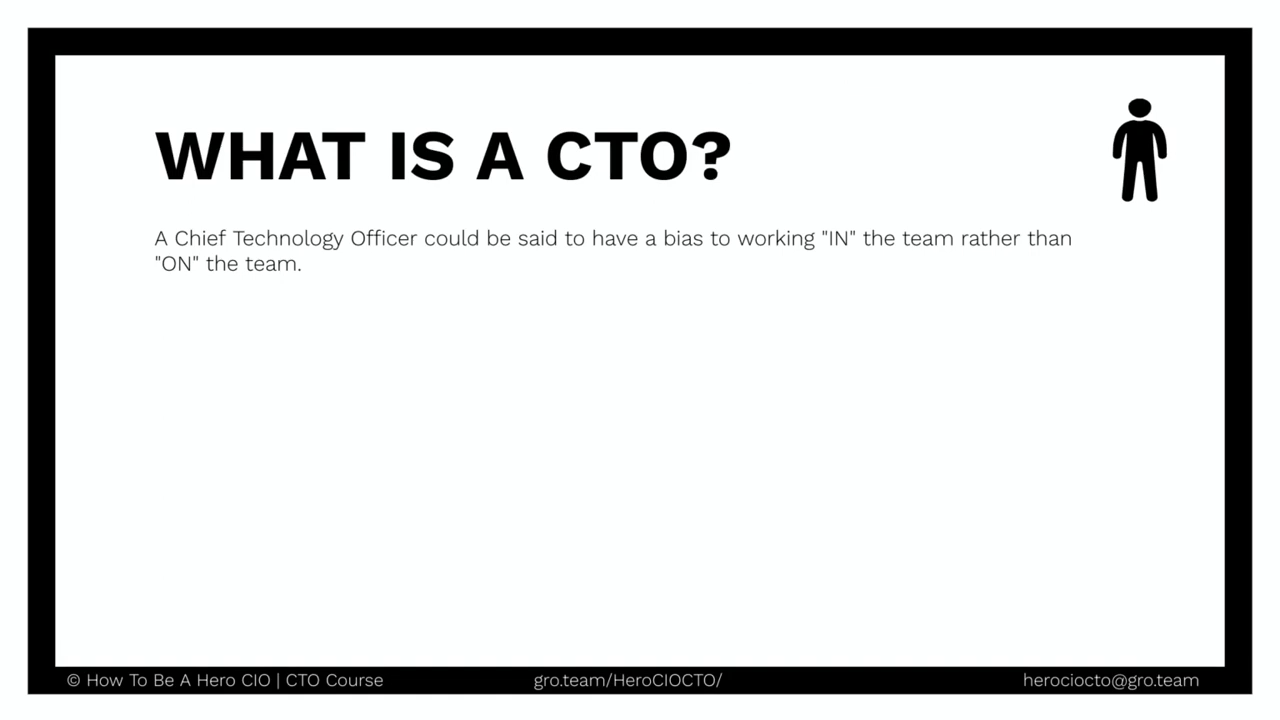 WHAT IS A CTO?
A Chief Technology Officer could be said to have a bias to working "IN" the team rather than
"ON" the team.
© How To Be A Hero CIO | CTO Course
gro.team/HeroCIOCTO/
herociocto@gro.team